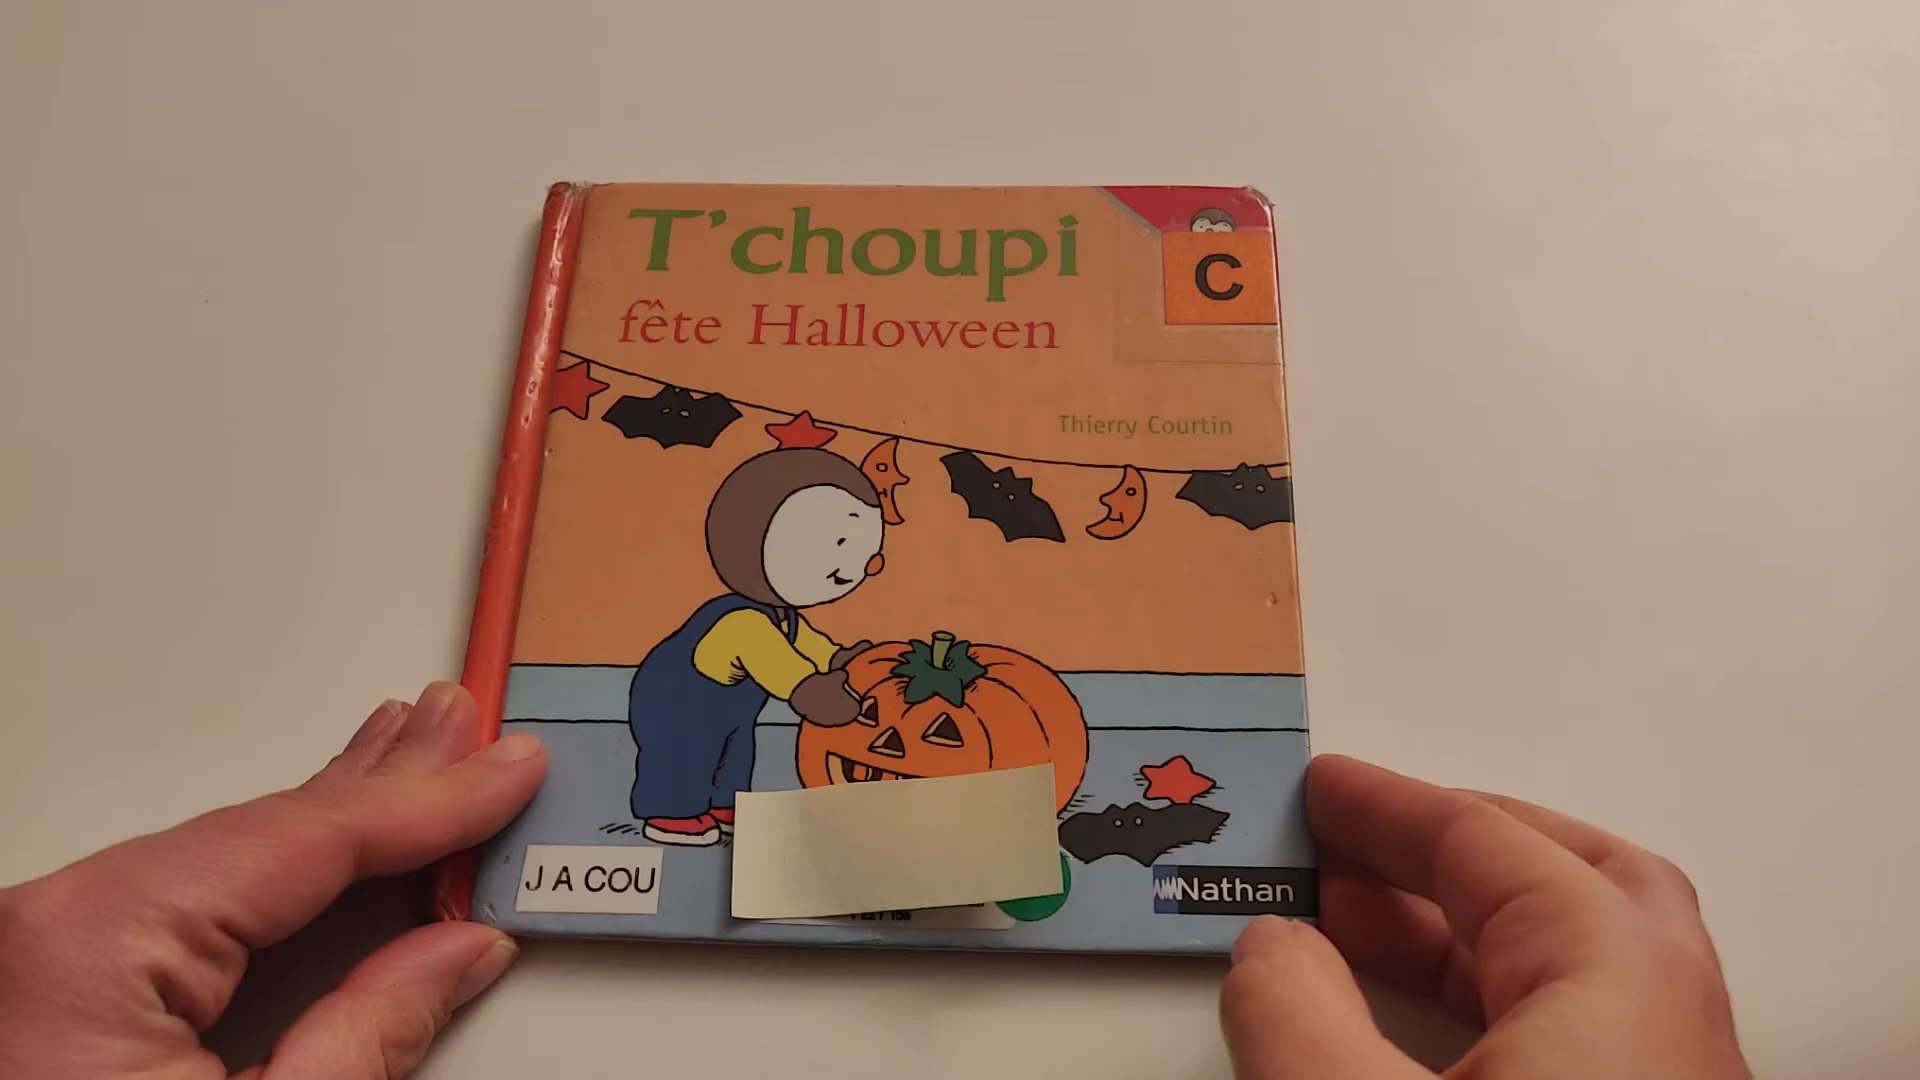 T'choupi
C
fête Halloween
Thierry Courtin
J A COU
Nathan